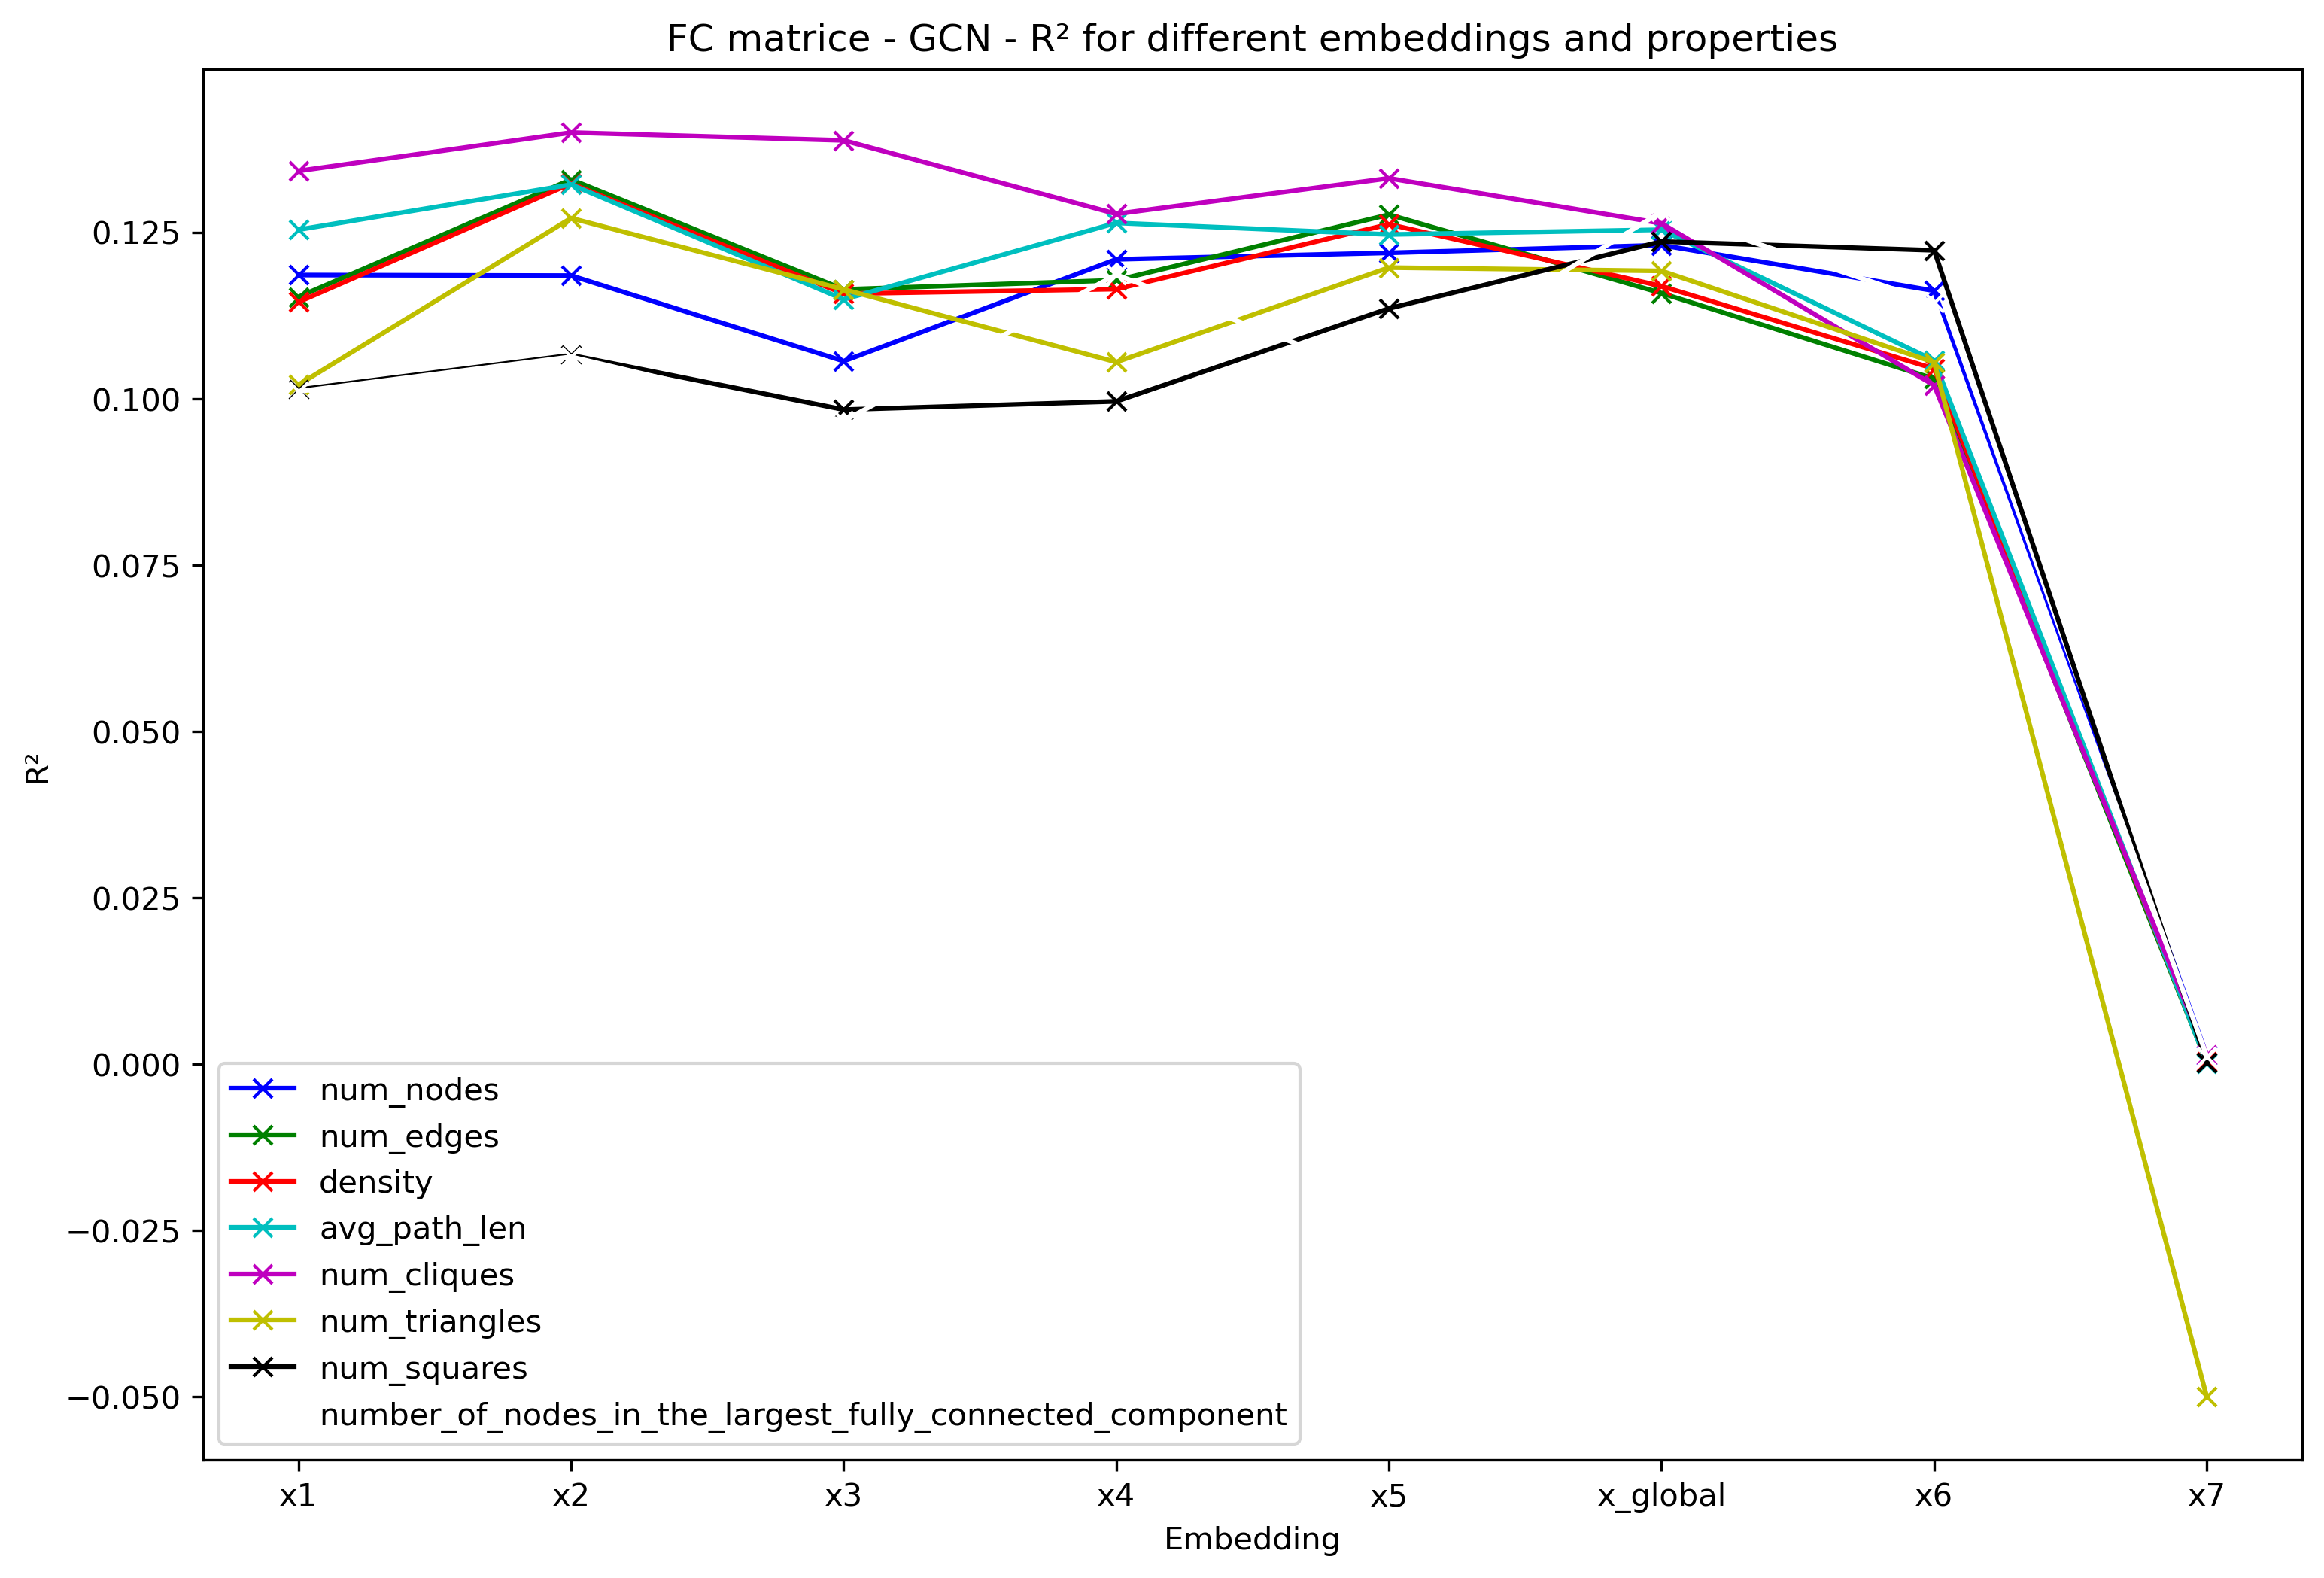 FC matrice - GCN - R² for different embeddings and properties
0.125
0.100
0.075
0.050
0.025
0.000
−0.025
−0.050
R²
num_nodes
num_edges
density
avg_path_len
num_cliques
num_triangles
num_squares
number_of_nodes_in_the_largest_fully_connected_component
x1 x2 x3 x4 x5 x_global x6 x7
Embedding